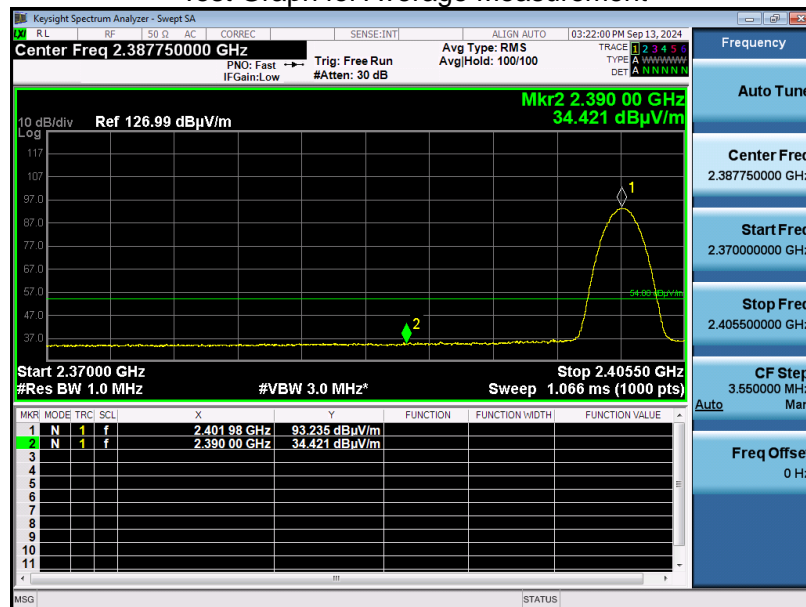 Test Graph for Average Measurement
Keysight Spectrum Analyzer - Swept SA
LXI RL RF 50 Ω AC CORREC SENSE:INT ALIGN AUTO 03:22:00 PM Sep 13, 2024
Center Freq 2.387750000 GHz
PNO: Fast
IFGain:Low
Trig: Free Run
#Atten: 30 dB
Avg Type: RMS
Avg|Hold: 100/100
TRACE 1 2 3 4 5 6
TYPE A WWWWW
DET A N N N N N
Mkr2 2.390 00 GHz
34.421 dBµV/m
10 dB/div Ref 126.99 dBµV/m
Log
117
107
97.0
87.0
77.0
67.0
57.0
47.0
37.0
1
54.00 dBµV/m
2
Start 2.37000 GHz Stop 2.40550 GHz
#Res BW 1.0 MHz #VBW 3.0 MHz* Sweep 1.066 ms (1000 pts)
MKR MODE TRC SCL X Y FUNCTION FUNCTION WIDTH FUNCTION VALUE
1 N 1 f 2.401 98 GHz 93.235 dBµV/m
2 N 1 f 2.390 00 GHz 34.421 dBµV/m
3
4
5
6
7
8
9
10
11
MSG STATUS
Frequency
Auto Tune
Center Freq
2.387750000 GHz
Start Freq
2.370000000 GHz
Stop Freq
2.405500000 GHz
CF Step
3.550000 MHz
Auto Man
Freq Offset
0 Hz